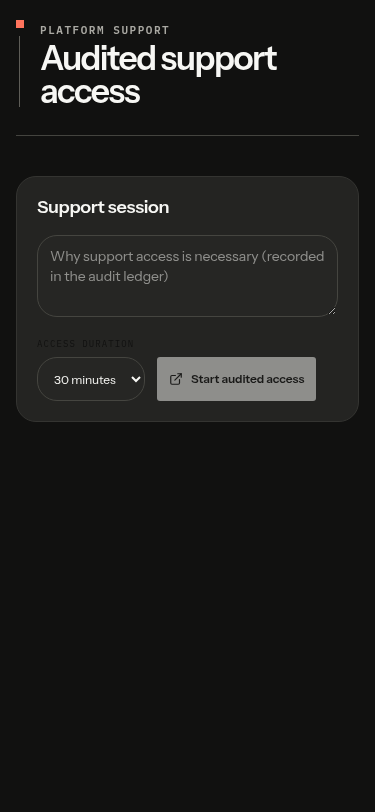 PLATFORM SUPPORT
Audited support
access
Support session
Why support access is necessary (recorded
in the audit ledger)
ACCESS DURATION
30 minutes
Start audited access